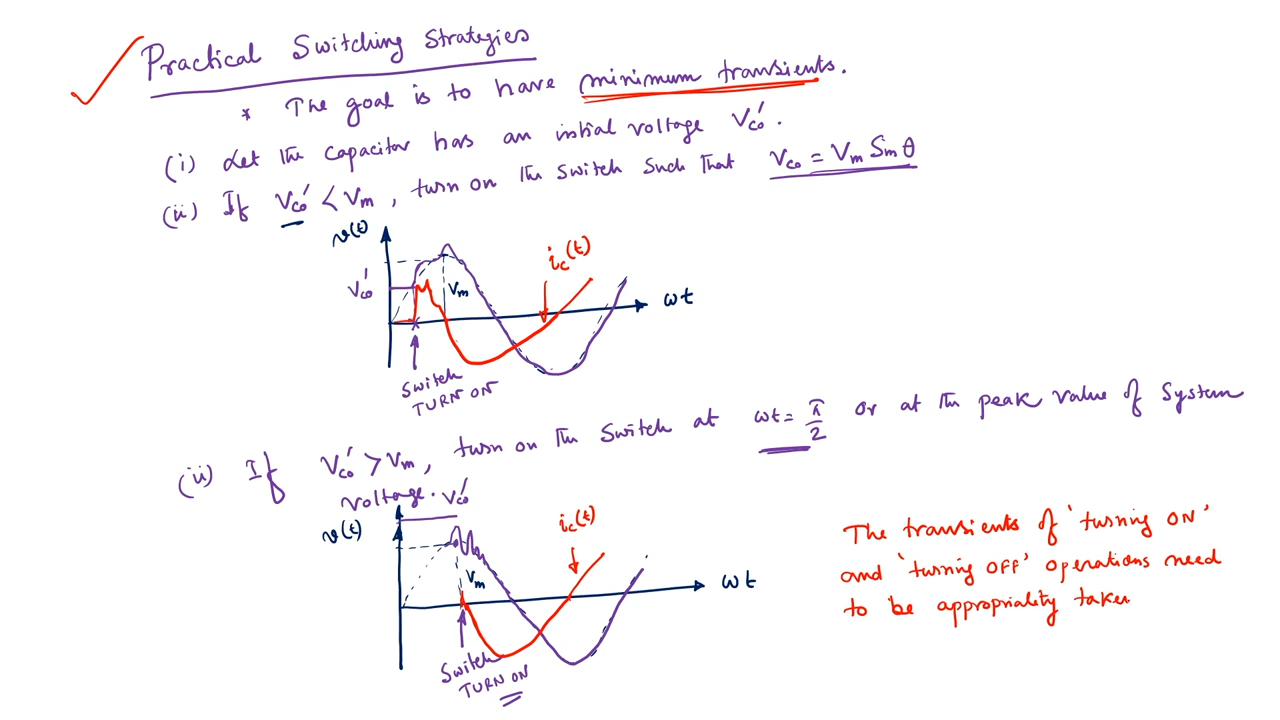 Practical Switching Strategies
* The goal is to have minimum transients.
(i) Let the capacitor has an initial voltage Vco'.
(ii) If Vco' < Vm, turn on the switch such that Vco = Vm Sin θ
v(t)
ic(t)
Vco'
Vm
ωt
Switch
TURN ON
(ii) If Vco' > Vm, turn on the switch at ωt = π/2 or at the peak value of System
voltage. Vco'
v(t)
ic(t)
Vm
ωt
Switch
TURN ON
The transients of 'turning ON'
and 'turning OFF' operations need
to be appropriality taken